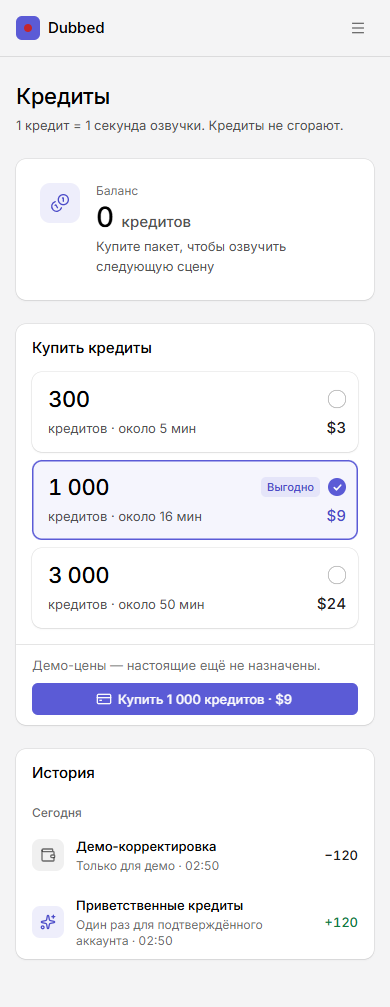 Dubbed
Кредиты
1 кредит = 1 секунда озвучки. Кредиты не сгорают.
Баланс
0 кредитов
Купите пакет, чтобы озвучить
следующую сцену
Купить кредиты
300
кредитов · около 5 мин
$3
1 000
Выгодно
кредитов · около 16 мин
$9
3 000
кредитов · около 50 мин
$24
Демо-цены — настоящие ещё не назначены.
Купить 1 000 кредитов · $9
История
Сегодня
Демо-корректировка
Только для демо · 02:50
−120
Приветственные кредиты
Один раз для подтверждённого
аккаунта · 02:50
+120